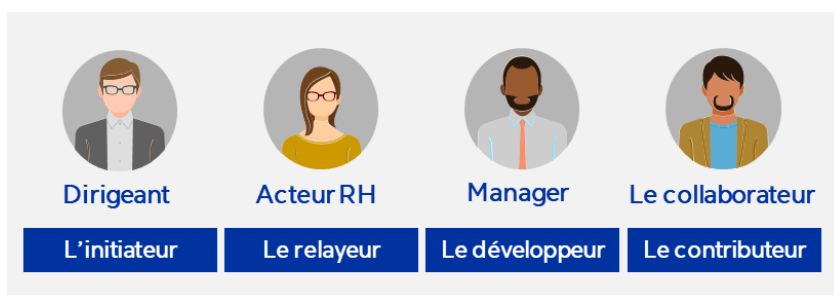 Dirigeant
Acteur RH
Manager
Le collaborateur
L'initiateur
Le relayeur
Le développeur
Le contributeur